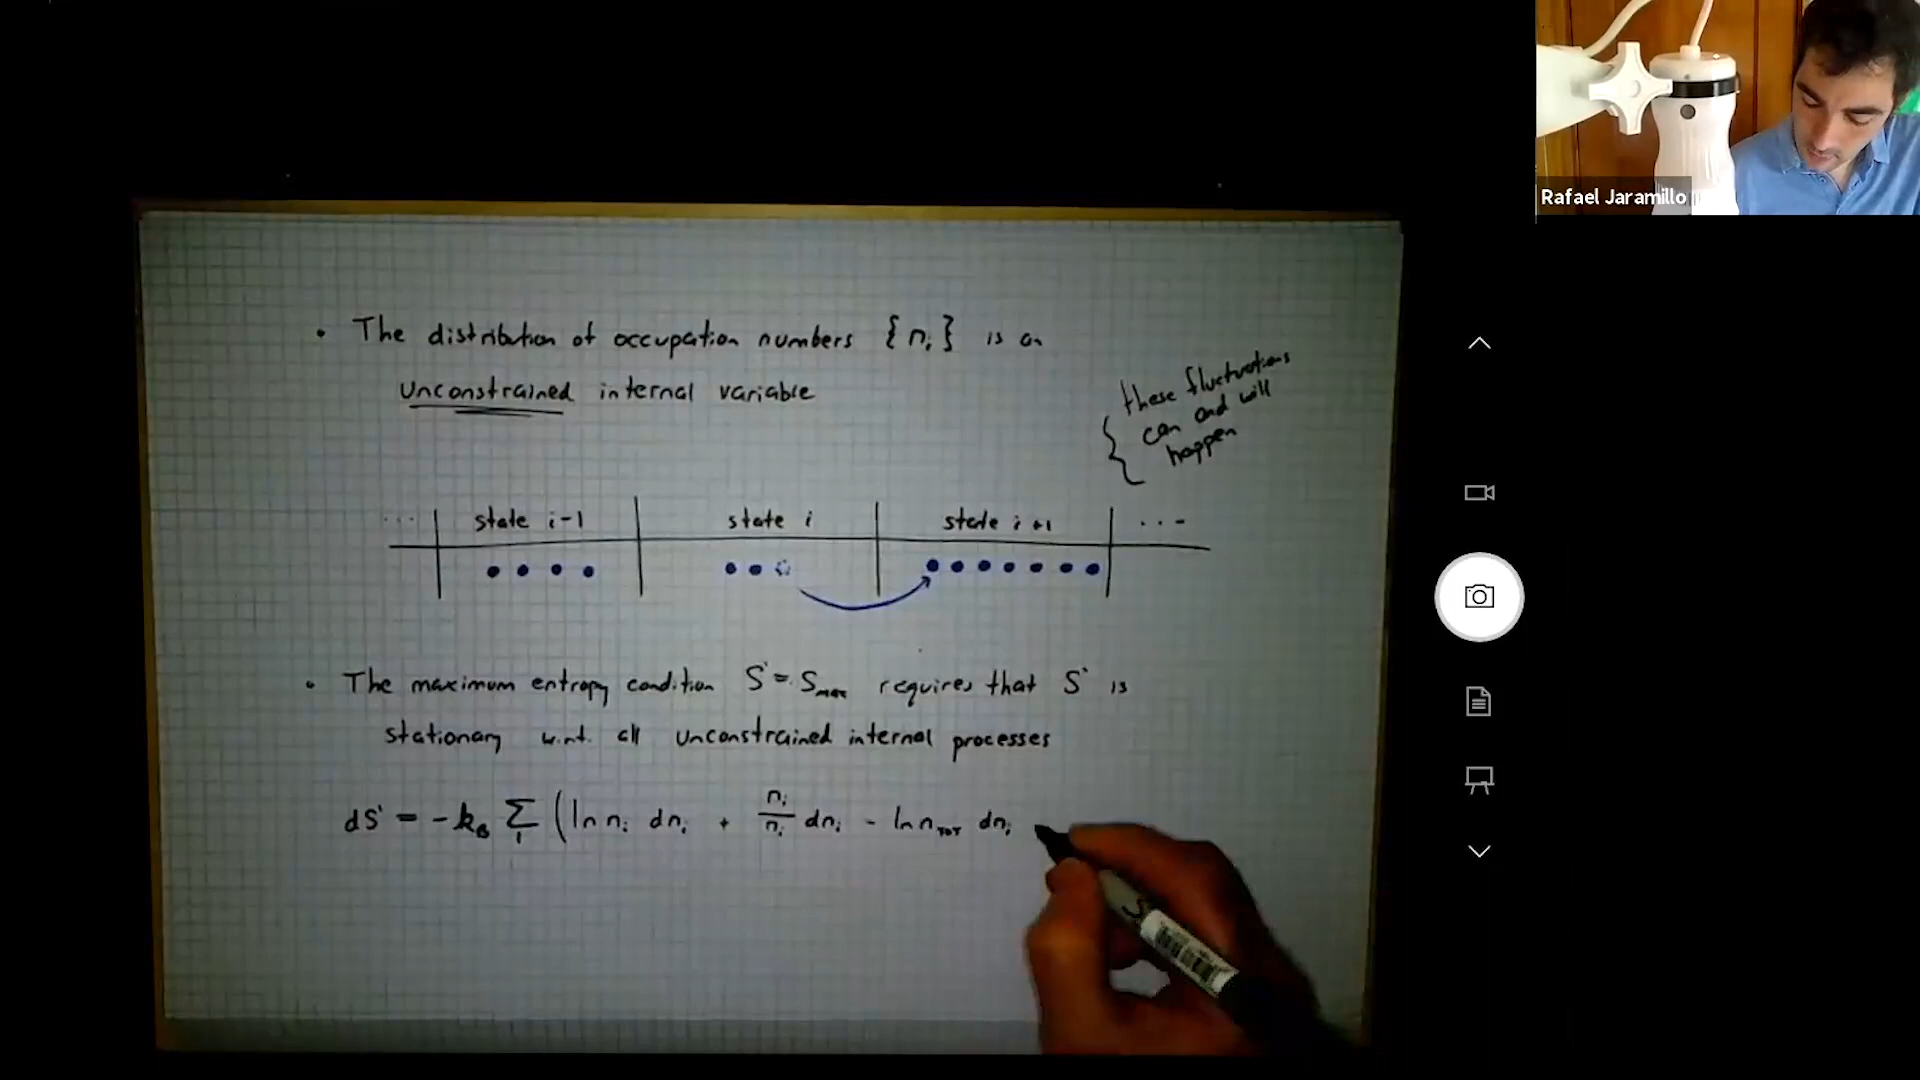 Rafael Jaramillo
• The distribution of occupation numbers {nᵢ} is an
unconstrained internal variable
these fluctuations
can and will
happen
... state i-1 state i state i+1 ...
• The maximum entropy condition S = S_max requires that S is
stationary w.r.t. all unconstrained internal processes
dS = -k_B Σ_i (ln nᵢ dnᵢ + nᵢ/nᵢ dnᵢ - ln n_TOT dnᵢ